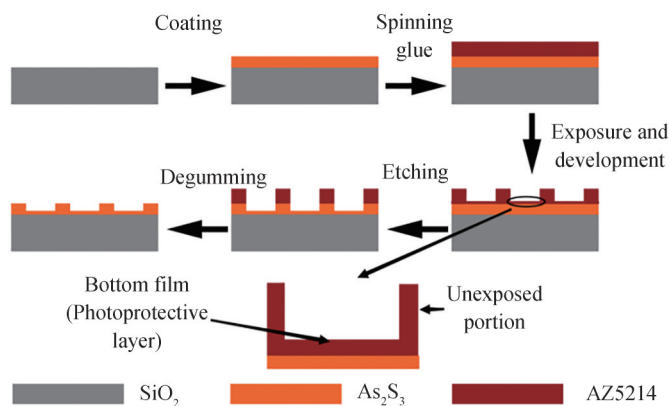 Coating
Spinning
glue
Exposure and
development
Etching
Degumming
Bottom film
(Photoprotective
layer)
Unexposed
portion
SiO₂
As₂S₃
AZ5214